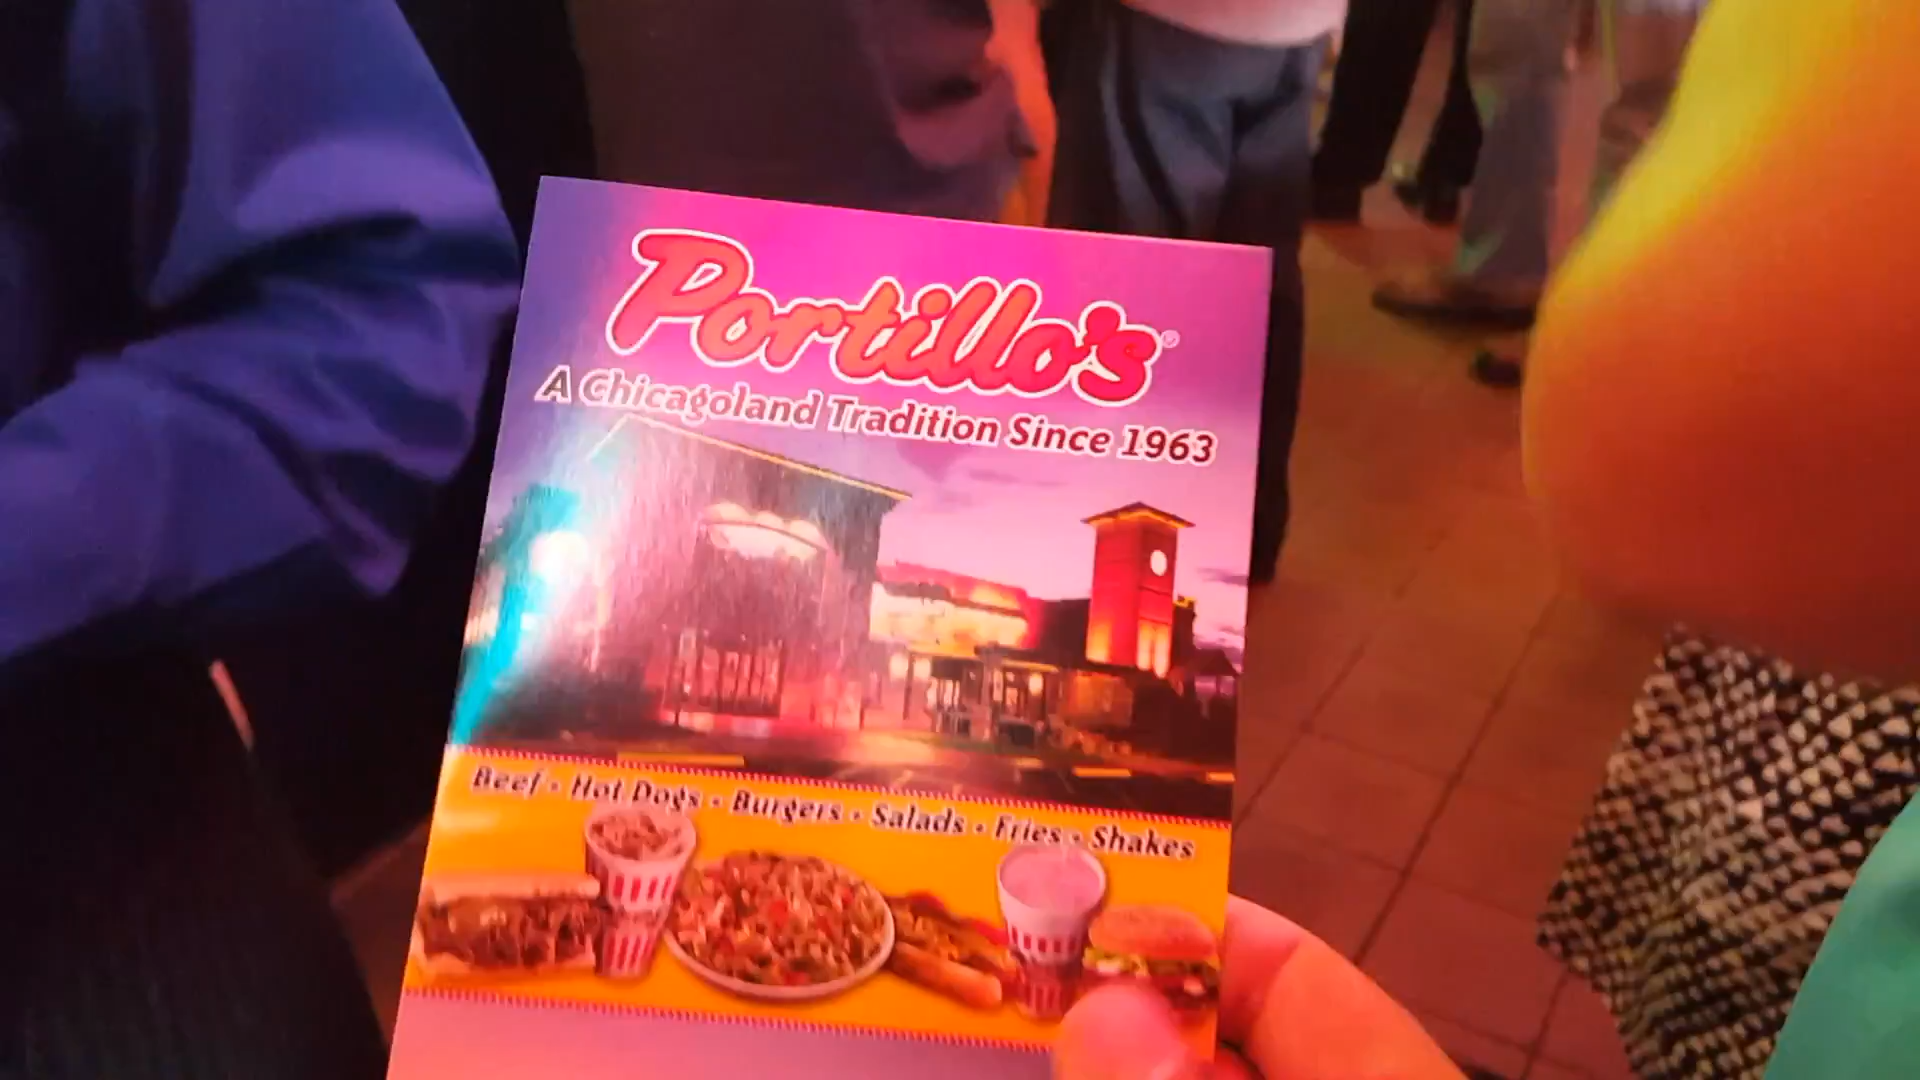 Portillo's®
A Chicagoland Tradition Since 1963
Beef • Hot Dogs • Burgers • Salads • Fries • Shakes